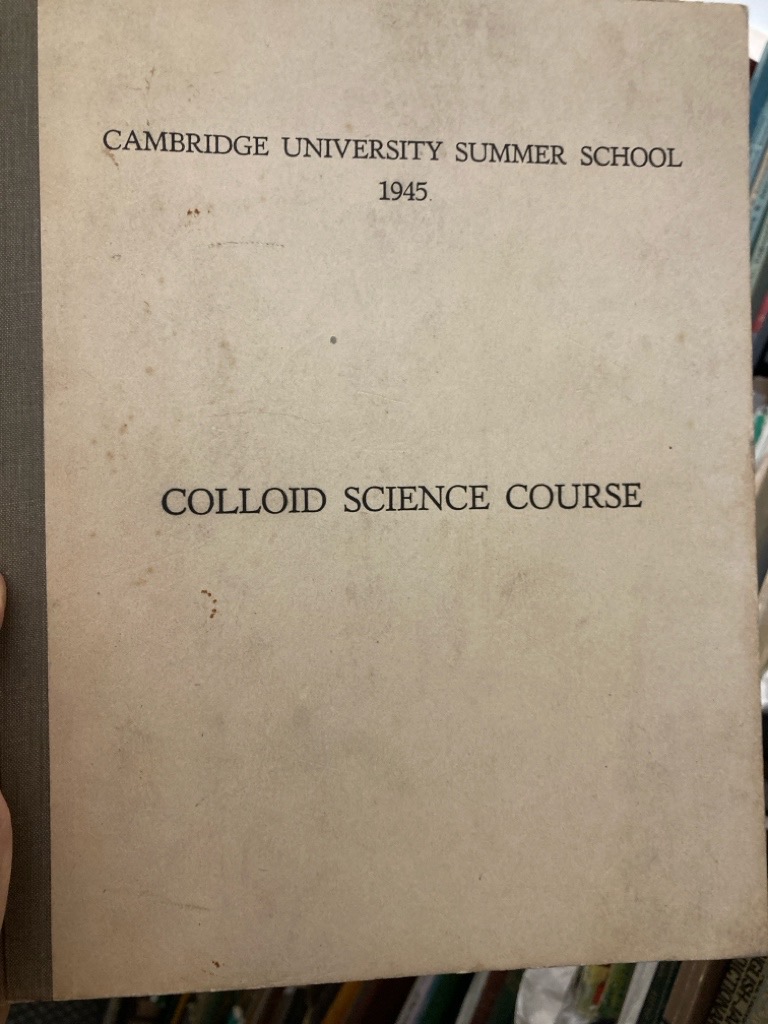 CAMBRIDGE UNIVERSITY SUMMER SCHOOL
1945
COLLOID SCIENCE COURSE